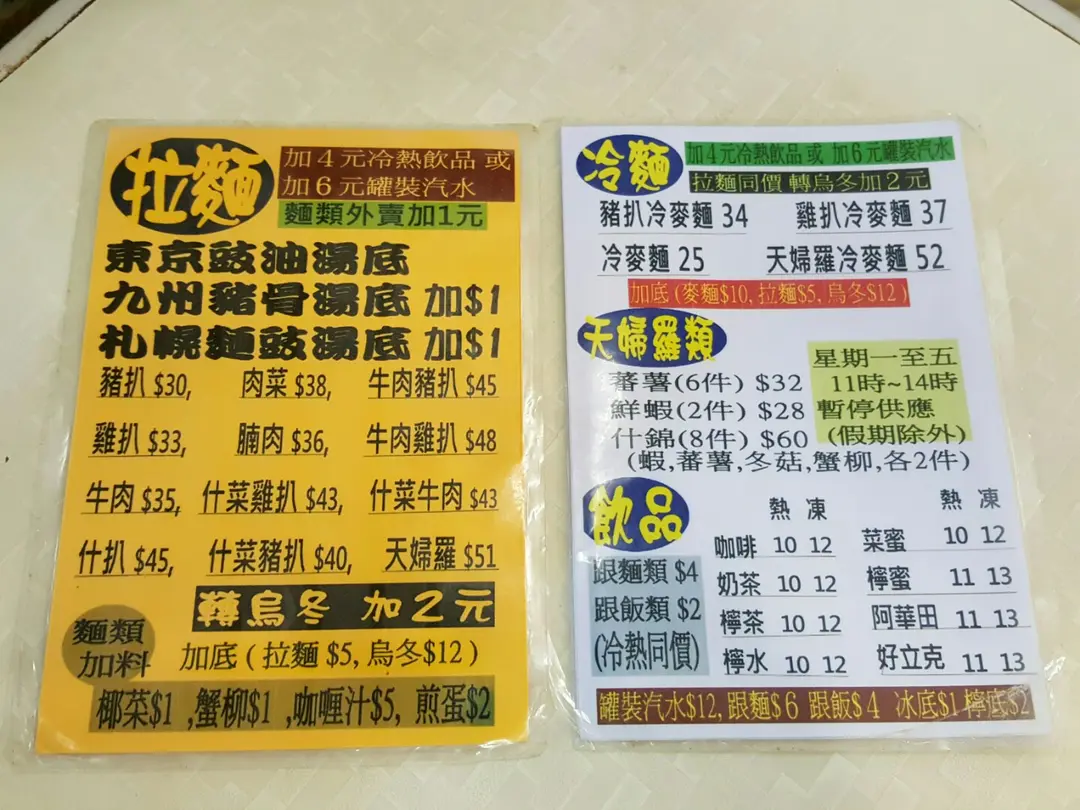 拉麵
加4元冷熱飲品 或
加6元罐裝汽水
麵類外賣加1元
東京豉油湯底
九州豬骨湯底 加$1
札幌麵豉湯底 加$1
豬扒 $30, 肉菜 $38, 牛肉豬扒 $45
雞扒 $33, 腩肉 $36, 牛肉雞扒 $48
牛肉 $35, 什菜雞扒 $43, 什菜牛肉 $43
什扒 $45, 什菜豬扒 $40, 天婦羅 $51
轉烏冬 加2元
麵類
加料
加底 ( 拉麵 $5, 烏冬$12 )
椰菜$1 ,蟹柳$1 ,咖喱汁$5, 煎蛋$2
冷麵
加4元冷熱飲品 或 加6元罐裝汽水
拉麵同價 轉烏冬加2元
豬扒冷麥麵 34 雞扒冷麥麵 37
冷麥麵 25 天婦羅冷麥麵 52
加底 (麥麵$10, 拉麵$5, 烏冬$12 )
天婦羅類
蕃薯(6件) $32
鮮蝦(2件) $28
什錦(8件) $60
(蝦,蕃薯,冬菇,蟹柳,各2件)
星期一至五
11時~14時
暫停供應
(假期除外)
飲品
跟麵類 $4
跟飯類 $2
(冷熱同價)
熱 凍
咖啡 10 12
奶茶 10 12
檸茶 10 12
檸水 10 12
熱 凍
菜蜜 10 12
檸蜜 11 13
阿華田 11 13
好立克 11 13
罐裝汽水$12, 跟麵$6 跟飯$4 冰底$1 檸底$2